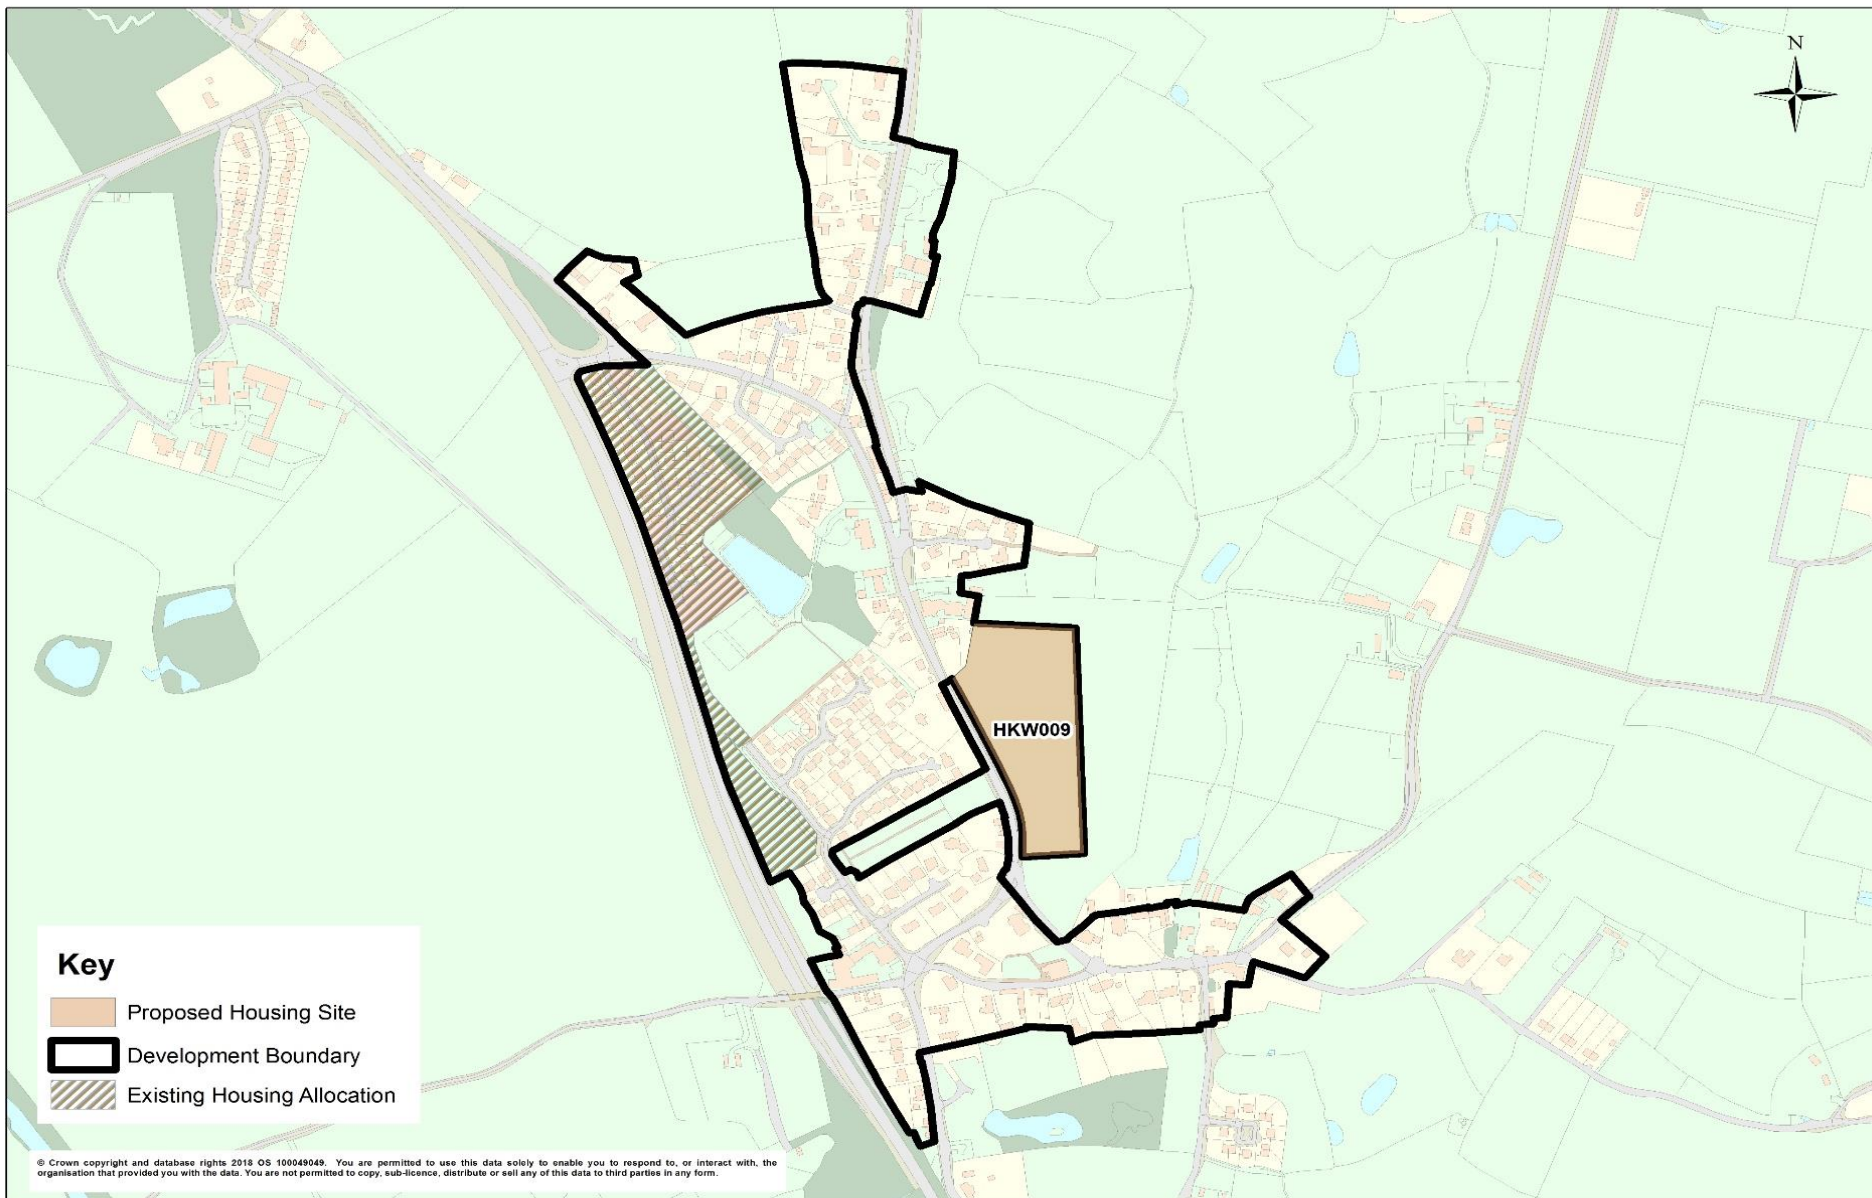 N
HKW009
Key
Proposed Housing Site
Development Boundary
Existing Housing Allocation
© Crown copyright and database rights 2018 OS 100049049. You are permitted to use this data solely to enable you to respond to, or interact with, the
organisation that provided you with the data. You are not permitted to copy, sub-licence, distribute or sell any of this data to third parties in any form.